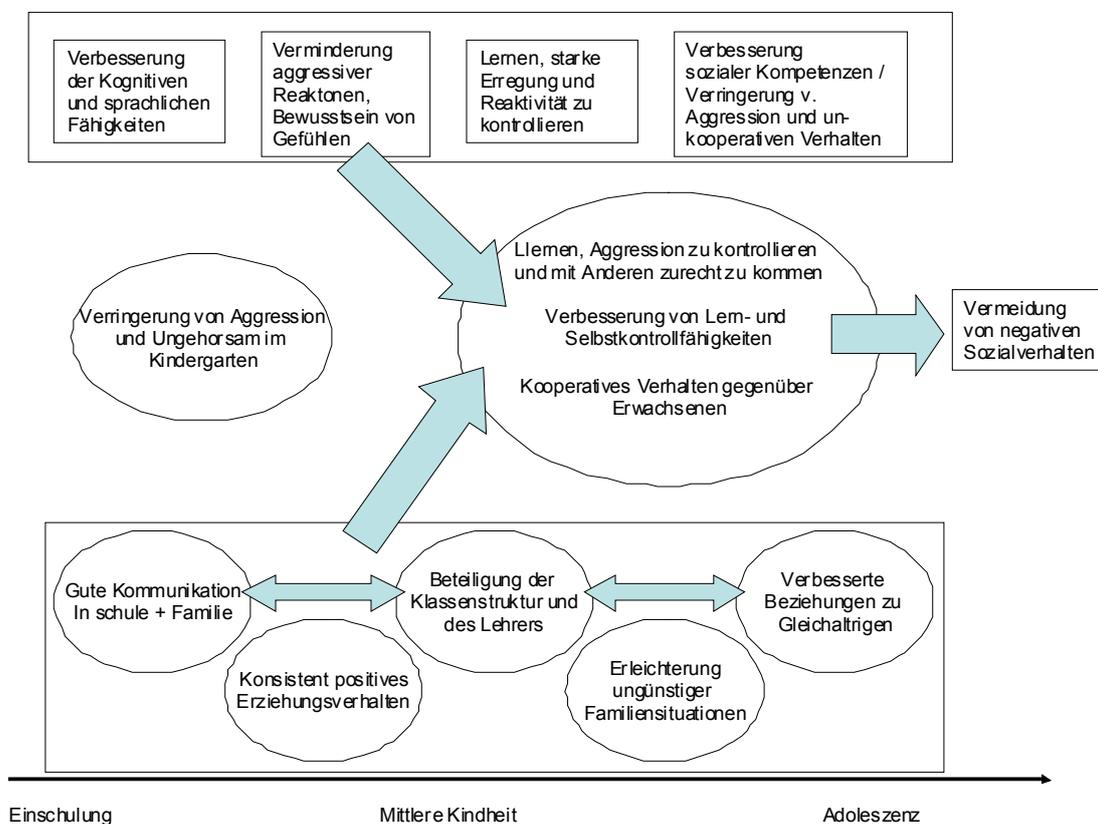 Verbesserung
der Kognitiven
und sprachlichen
Fähigkeiten
Verminderung
aggressiver
Reaktonen,
Bewusstsein von
Gefühlen
Lernen, starke
Erregung und
Reaktivität zu
kontrollieren
Verbesserung
sozialer Kompetenzen /
Verringerung v.
Aggression und un-
kooperativen Verhalten
Verringerung von Aggression
und Ungehorsam im
Kindergarten
Llernen, Aggression zu kontrollieren
und mit Anderen zurecht zu kommen
Verbesserung von Lern- und
Selbstkontrollfähigkeiten
Kooperatives Verhalten gegenüber
Erwachsenen
Vermeidung
von negativen
Sozialverhalten
Gute Kommunikation
In schule + Familie
Konsistent positives
Erziehungsverhalten
Beteiligung der
Klassenstruktur und
des Lehrers
Erleichterung
ungünstiger
Familiensituationen
Verbesserte
Beziehungen zu
Gleichaltrigen
Einschulung
Mittlere Kindheit
Adoleszenz